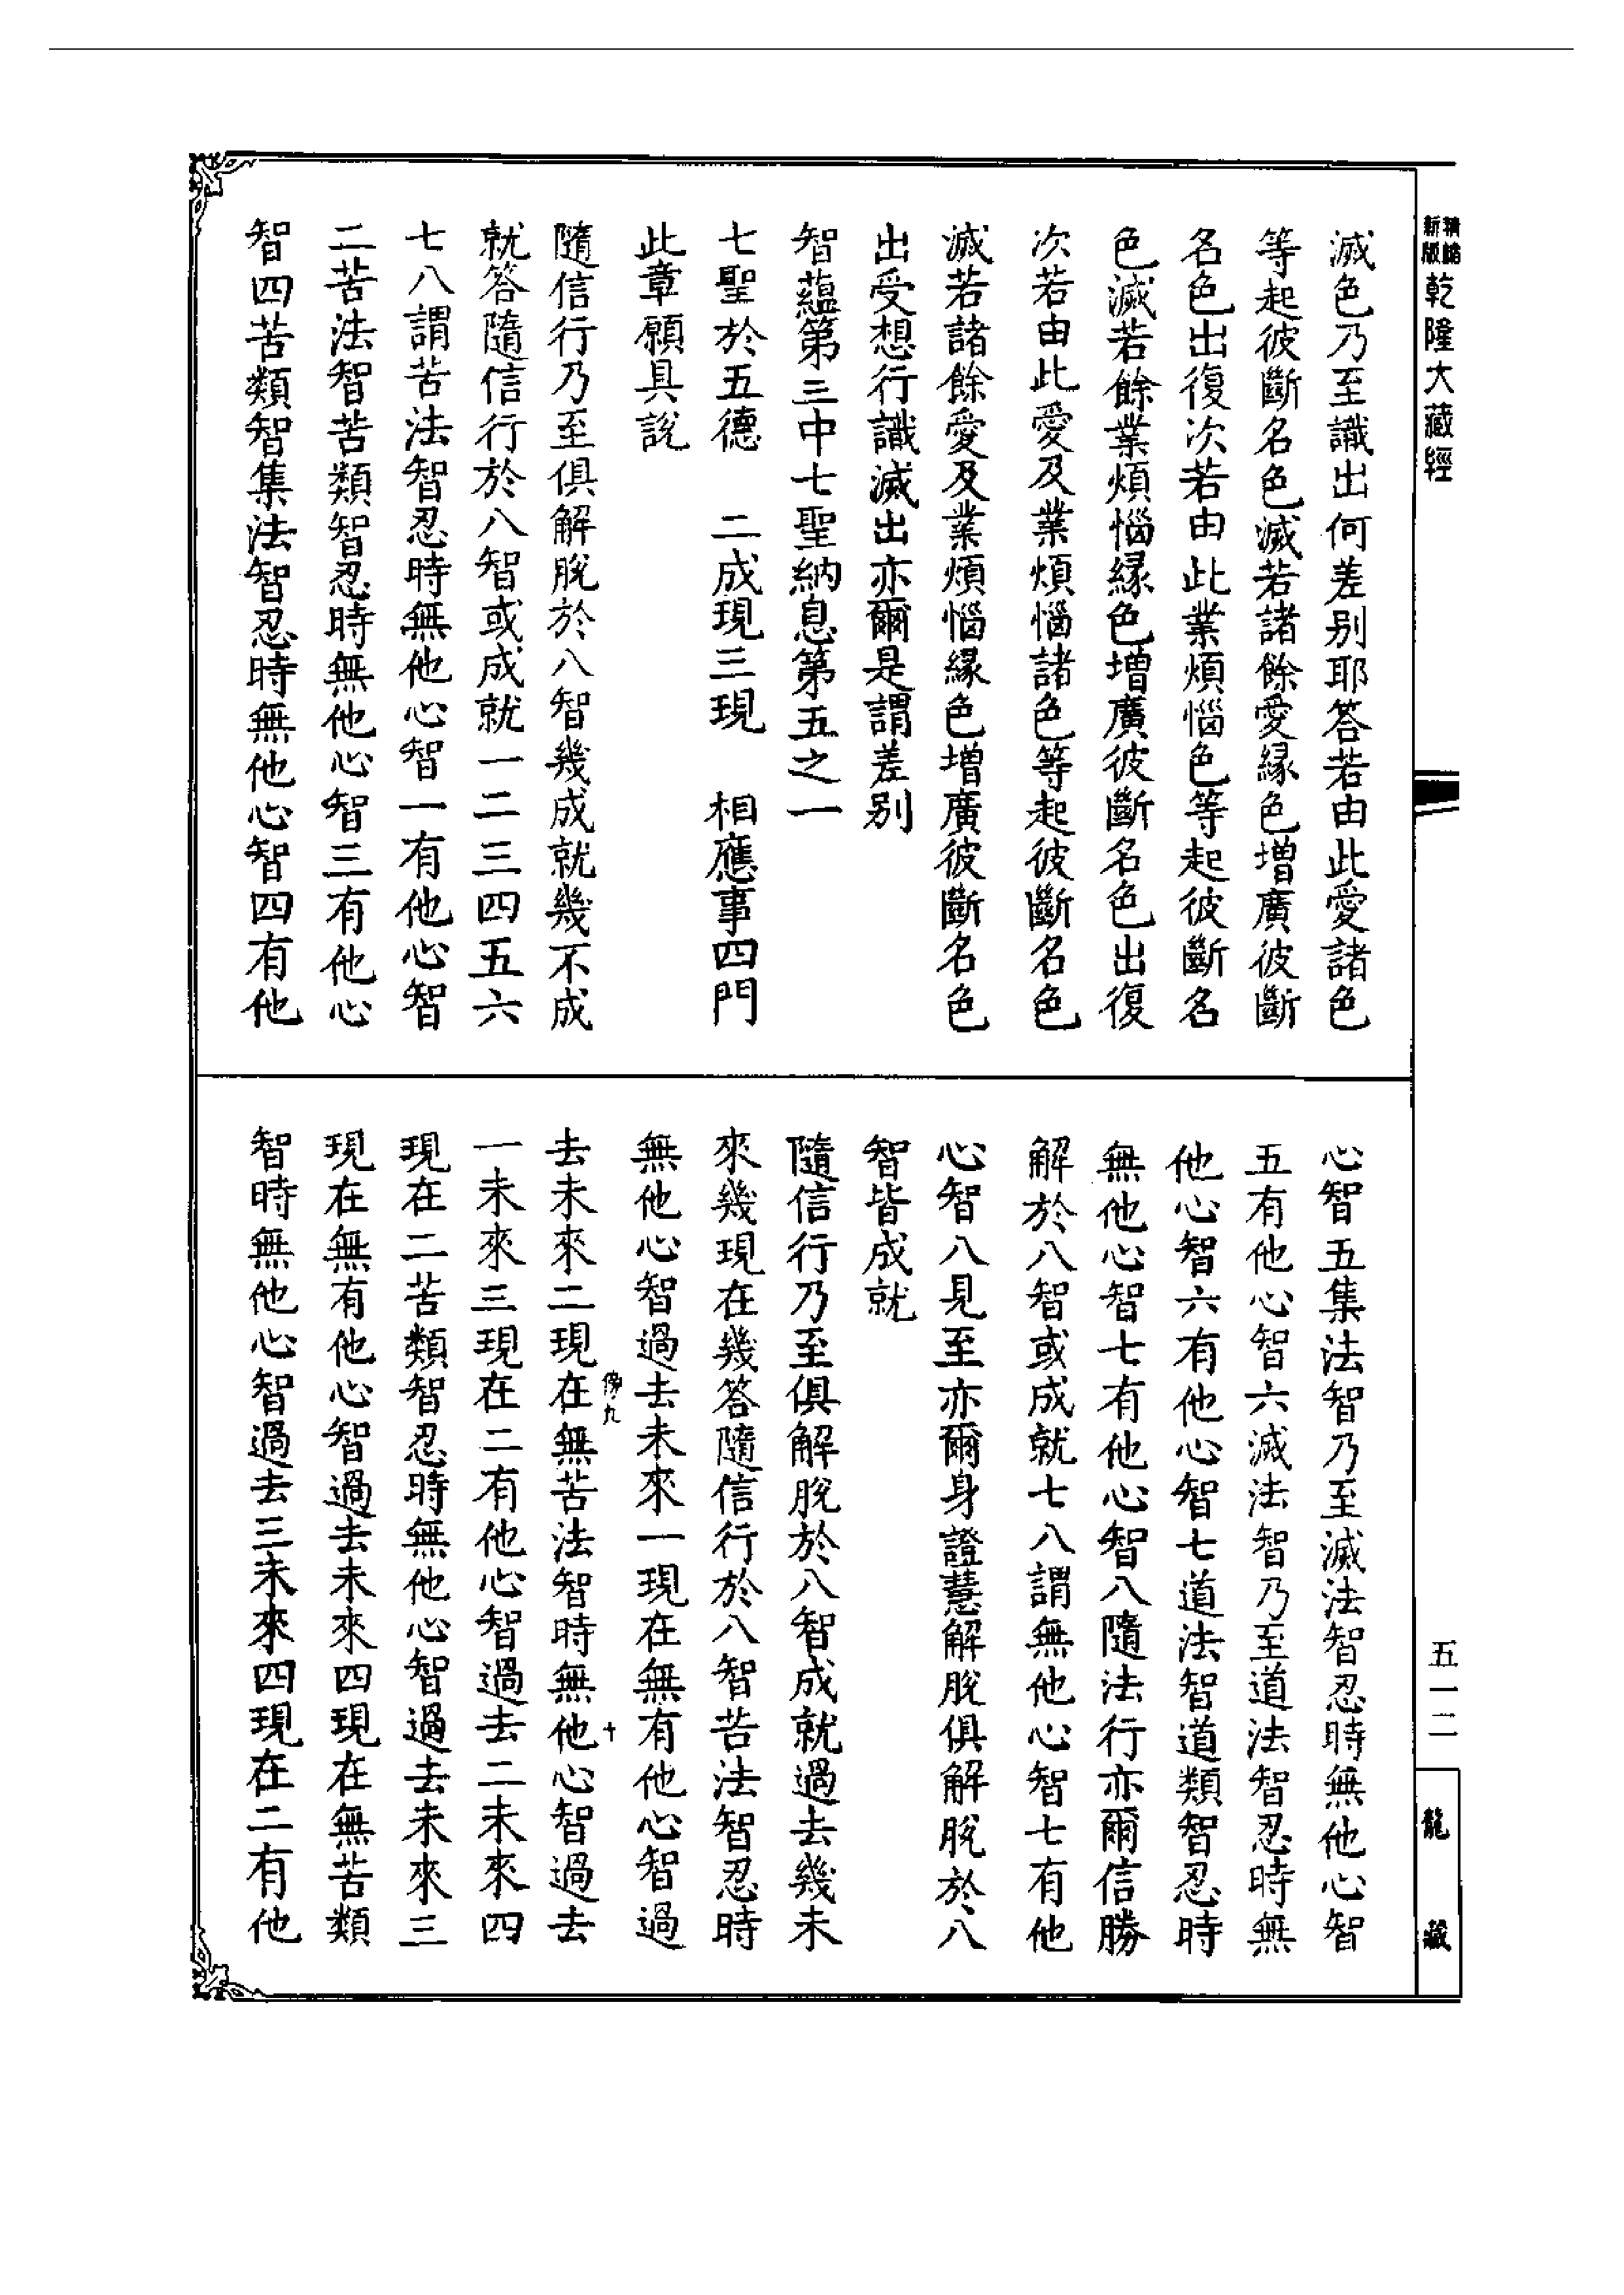 新版
精縮
乾隆大藏經
滅色乃至識出何差別耶答若由此愛諸色
等起彼斷名色滅若諸餘愛緣色增廣彼斷
名色出復次若由此業煩惱色等起彼斷名
色滅若餘業煩惱緣色增廣彼斷名色出復
次若由此愛及業煩惱諸色等起彼斷名色
滅若諸餘愛及業煩惱緣色增廣彼斷名色
出受想行識滅出亦爾是謂差別
智蘊第三中七聖納息第五之一
七聖於五德 二成現三現 相應事四門
此章願具說
隨信行乃至俱解脫於八智幾成就幾不成
就答隨信行於八智或成就一二三四五六
七八謂苦法智忍時無他心智一有他心智
二苦法智苦類智忍時無他心智三有他心
智四苦類智集法智忍時無他心智四有他
心智五集法智乃至滅法智忍時無他心智
五有他心智六滅法智乃至道法智忍時無
他心智六有他心智七道法智道類智忍時
無他心智七有他心智八隨法行亦爾信勝
解於八智或成就七八謂無他心智七有他
心智八見至亦爾身證慧解脫俱解脫於八
智皆成就
隨信行乃至俱解脫於八智成就過去幾未
來幾現在幾答隨信行於八智苦法智忍時
無他心智過去未來一現在無有他心智過
去未來二現在無苦法智時無他心智過去
一未來三現在二有他心智過去二未來四
現在二苦類智忍時無他心智過去未來三
現在無有他心智過去未來四現在無苦類
智時無他心智過去三未來四現在二有他
五一二
龍藏